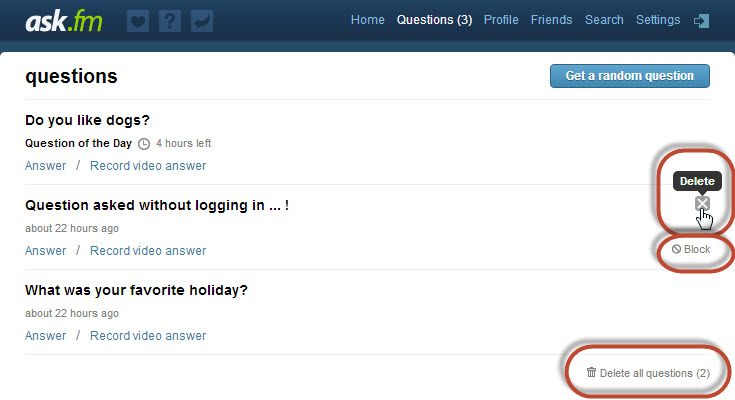 ask.fm Home Questions (3) Profile Friends Search Settings
questions Get a random question
Do you like dogs?
Question of the Day 4 hours left
Answer / Record video answer
Delete
Question asked without logging in ... !
about 22 hours ago
Answer / Record video answer Block
What was your favorite holiday?
about 22 hours ago
Answer / Record video answer
Delete all questions (2)